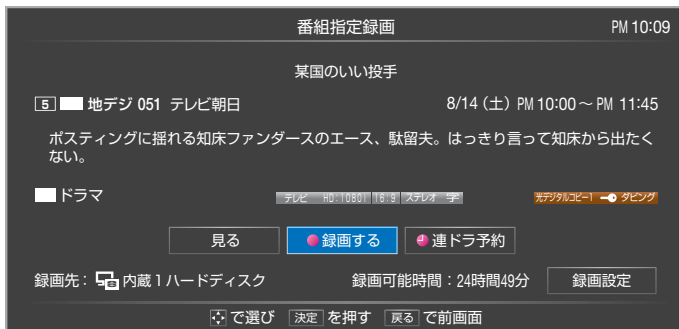 番組指定録画
PM 10:09
某国のいい投手
5 地デジ 051 テレビ朝日
8/14（土）PM 10:00～ PM 11:45
ポスティングに揺れる知床ファンダースのエース、駄留夫。はっきり言って知床から出たく
ない。
ドラマ
テレビ HD:1080i 16:9 ステレオ 字
光デジタルコピー1 ダビング
見る
録画する
連ドラ予約
録画先：内蔵1ハードディスク
録画可能時間：24時間49分
録画設定
で選び 決定 を押す 戻る で前画面